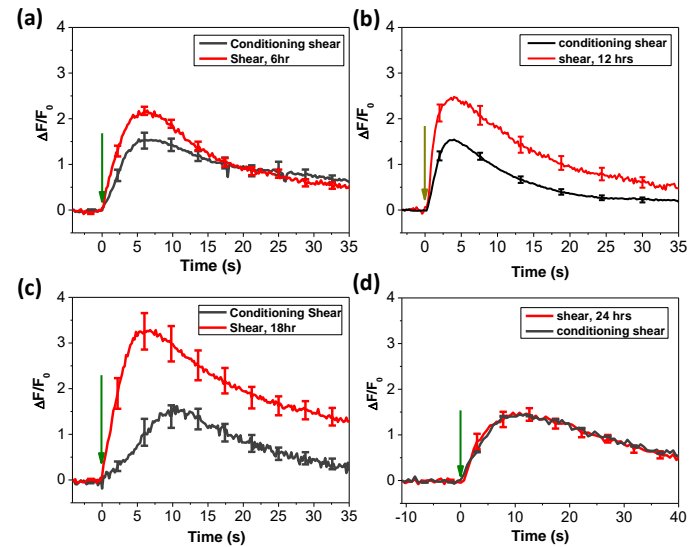 (a)
Conditioning shear
Shear, 6hr
4
3
2
1
0
ΔF/F0
0 5 10 15 20 25 30 35
Time (s)
(b)
conditioning shear
shear, 12 hrs
4
3
2
1
0
ΔF/F0
0 5 10 15 20 25 30 35
Time (s)
(c)
Conditioning Shear
Shear, 18hr
4
3
2
1
0
ΔF/F0
0 5 10 15 20 25 30 35
Time (s)
(d)
shear, 24 hrs
conditioning shear
4
3
2
1
0
ΔF/F0
-10 0 10 20 30 40
Time (s)